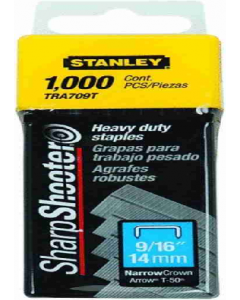 STANLEY
1,000 Cont.
PCS/Piezas
TRA709T
SharpShooter
Heavy duty
staples
Grapas para
trabajo pesado
Agrafes
robustes
9/16"
14mm
NarrowCrown
Arrow® T-50®